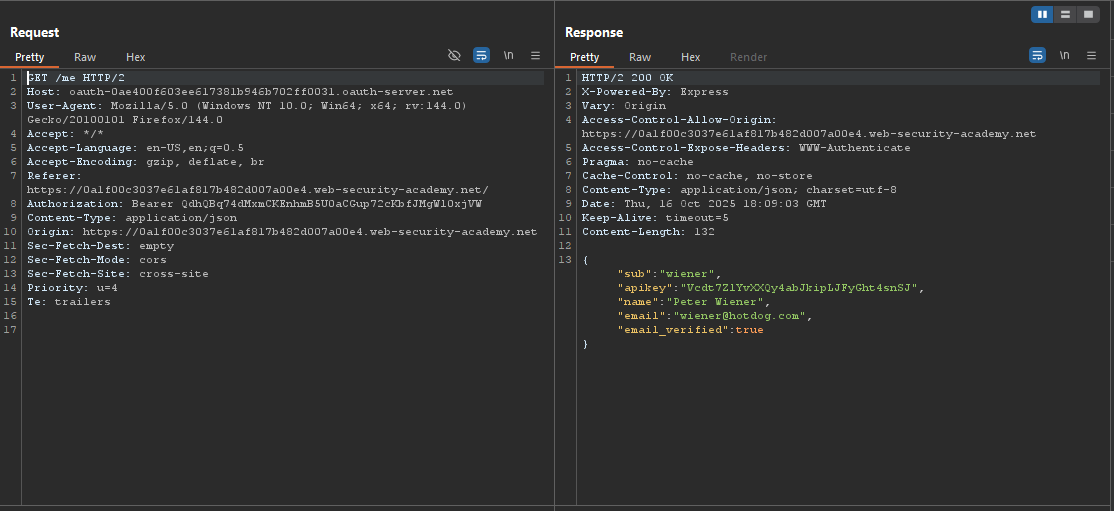 Request
Pretty Raw Hex
\n
1 GET /me HTTP/2
2 Host: oauth-0ae400f603ee617381b946b702ff0031.oauth-server.net
3 User-Agent: Mozilla/5.0 (Windows NT 10.0; Win64; x64; rv:144.0)
Gecko/20100101 Firefox/144.0
4 Accept: */*
5 Accept-Language: en-US,en;q=0.5
6 Accept-Encoding: gzip, deflate, br
7 Referer:
https://0a1f00c3037e61af817b482d007a00e4.web-security-academy.net/
8 Authorization: Bearer QdhQBq74dMxmCKEnhmB5U0aCGup72cKbfJMgWl0xjVW
9 Content-Type: application/json
10 Origin: https://0a1f00c3037e61af817b482d007a00e4.web-security-academy.net
11 Sec-Fetch-Dest: empty
12 Sec-Fetch-Mode: cors
13 Sec-Fetch-Site: cross-site
14 Priority: u=4
15 Te: trailers
16
17
Response
Pretty Raw Hex Render
\n
1 HTTP/2 200 OK
2 X-Powered-By: Express
3 Vary: Origin
4 Access-Control-Allow-Origin:
https://0a1f00c3037e61af817b482d007a00e4.web-security-academy.net
5 Access-Control-Expose-Headers: WWW-Authenticate
6 Pragma: no-cache
7 Cache-Control: no-cache, no-store
8 Content-Type: application/json; charset=utf-8
9 Date: Thu, 16 Oct 2025 18:09:03 GMT
10 Keep-Alive: timeout=5
11 Content-Length: 132
12
13 {
"sub":"wiener",
"apikey":"Vcdt7ZlYvXXQy4abJkipLJFyGht4snSJ",
"name":"Peter Wiener",
"email":"wiener@hotdog.com",
"email_verified":true
}